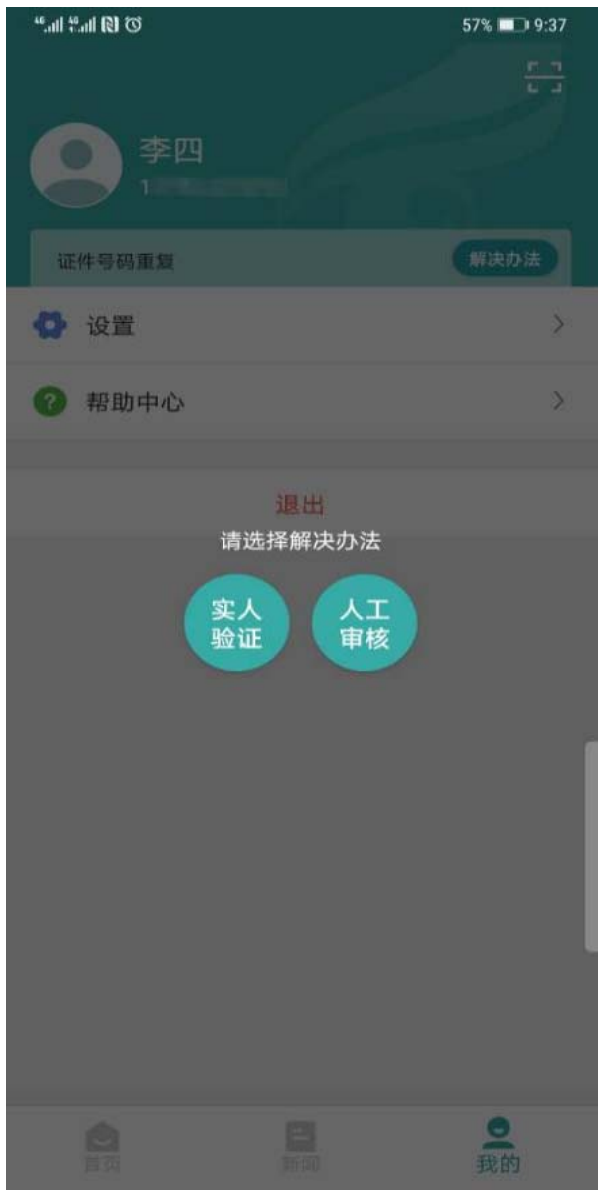 57% 9:37
李四
1
证件号码重复
解决办法
设置
帮助中心
?
退出
请选择解决办法
实人
验证
人工
审核
首页
新闻
我的